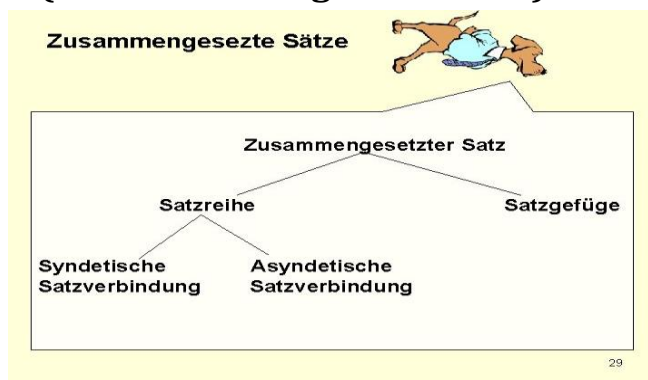 Zusammengesezte Sätze
Zusammengesetzter Satz
Satzreihe Satzgefüge
Syndetische Asyndetische
Satzverbindung Satzverbindung
29